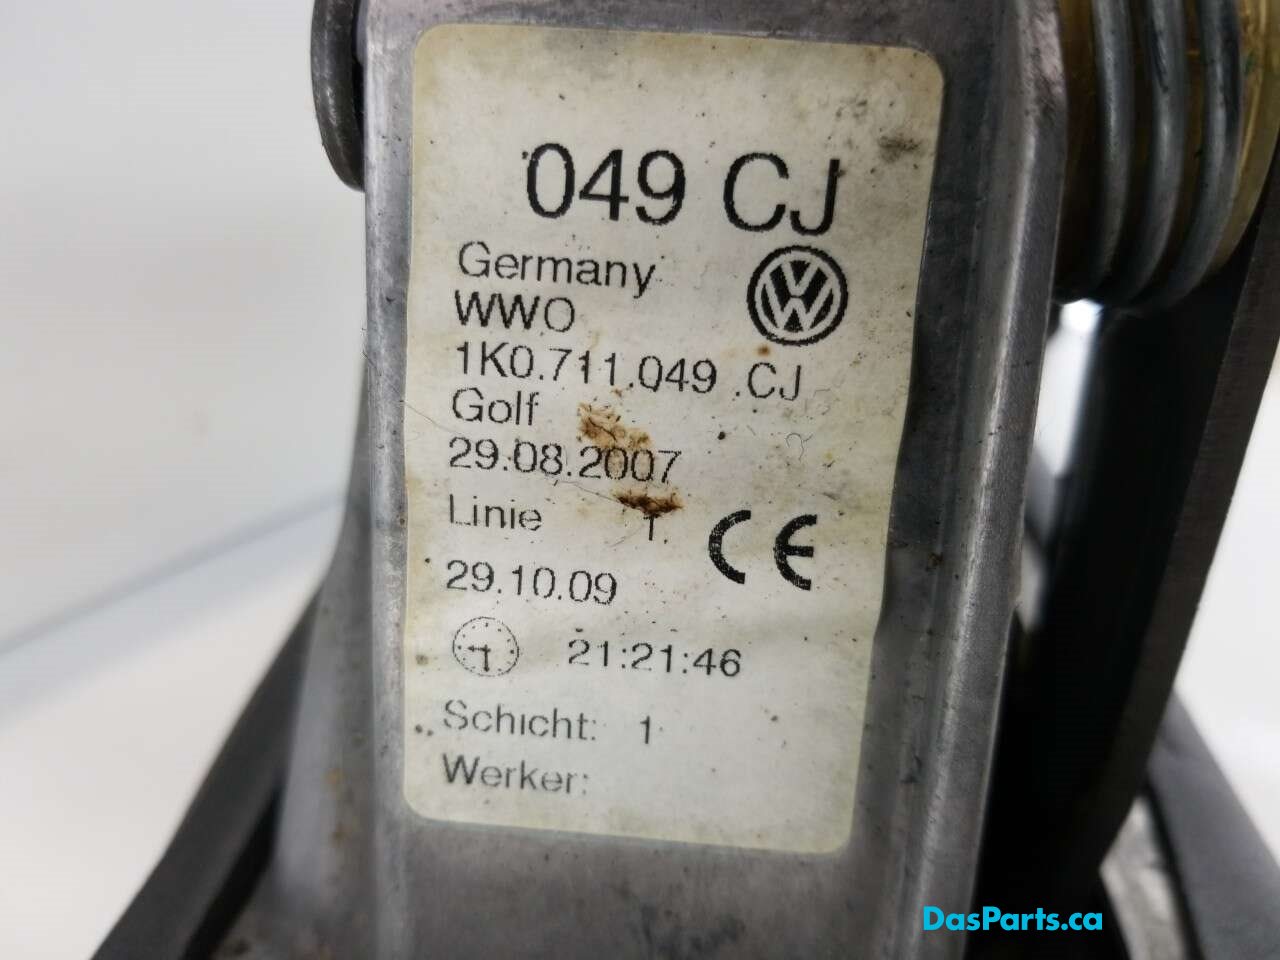 049 CJ
Germany
WWO
1K0.711.049 .CJ
Golf
29.08.2007
Linie 1.
CE
29.10.09
21:21:46
Schicht: 1
Werker:
DasParts.ca